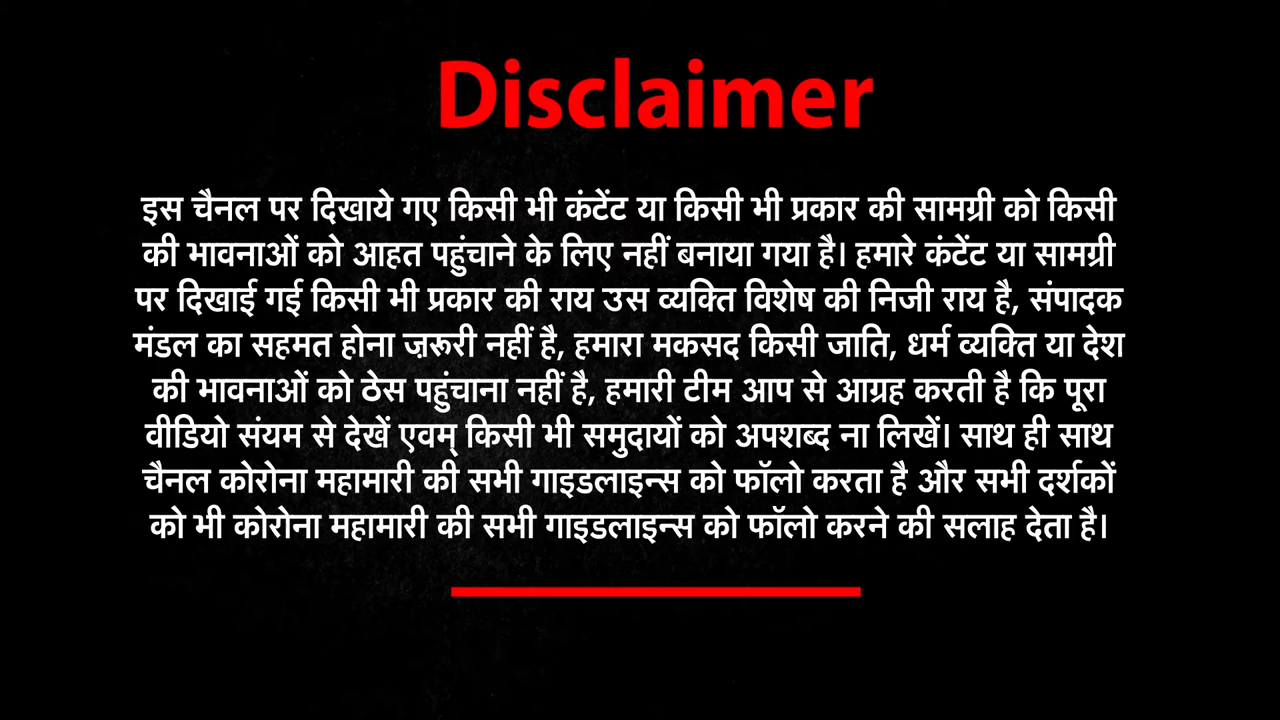 Disclaimer
इस चैनल पर दिखाये गए किसी भी कंटेंट या किसी भी प्रकार की सामग्री को किसी
की भावनाओं को आहत पहुंचाने के लिए नहीं बनाया गया है। हमारे कंटेंट या सामग्री
पर दिखाई गई किसी भी प्रकार की राय उस व्यक्ति विशेष की निजी राय है, संपादक
मंडल का सहमत होना ज़रूरी नहीं है, हमारा मकसद किसी जाति, धर्म व्यक्ति या देश
की भावनाओं को ठेस पहुंचाना नहीं है, हमारी टीम आप से आग्रह करती है कि पूरा
वीडियो संयम से देखें एवम् किसी भी समुदायों को अपशब्द ना लिखें। साथ ही साथ
चैनल कोरोना महामारी की सभी गाइडलाइन्स को फॉलो करता है और सभी दर्शकों
को भी कोरोना महामारी की सभी गाइडलाइन्स को फॉलो करने की सलाह देता है।